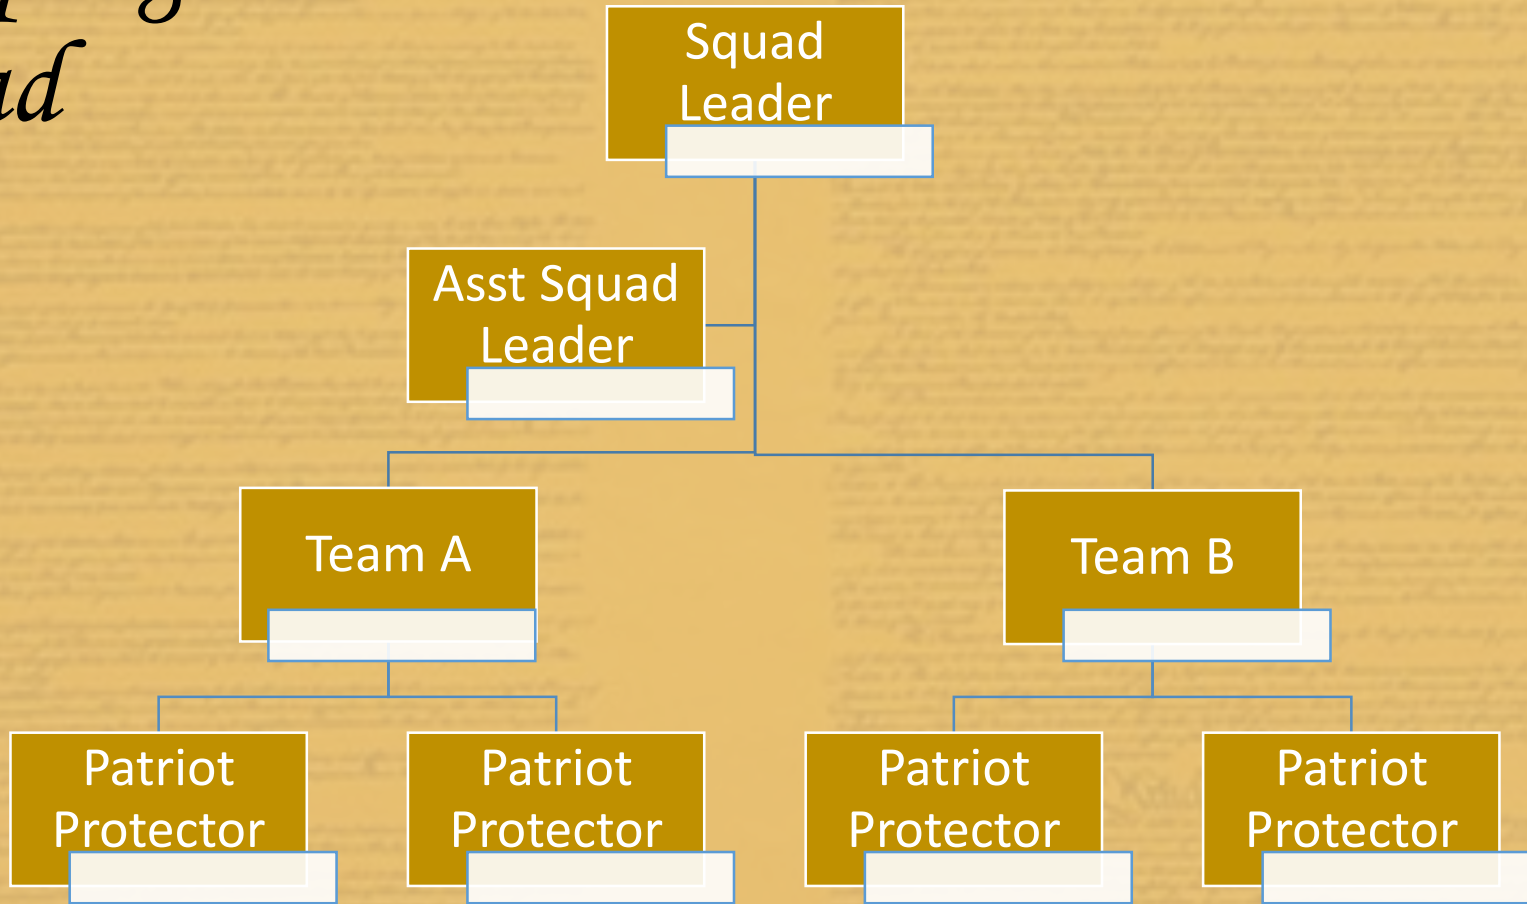 Squad
Leader
Asst Squad
Leader
Team A
Team B
Patriot
Protector
Patriot
Protector
Patriot
Protector
Patriot
Protector